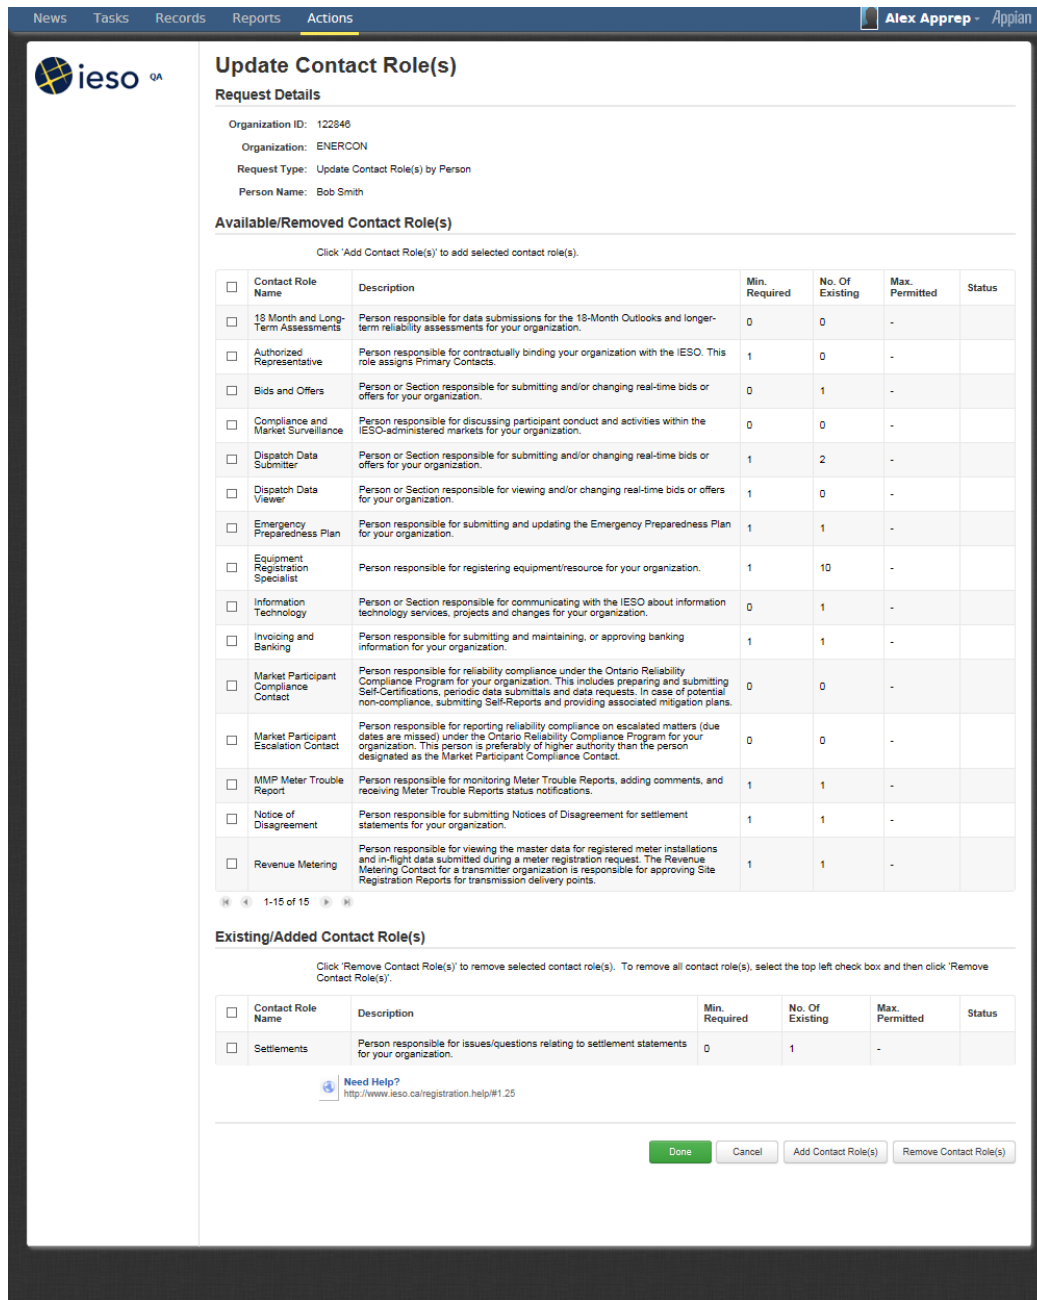 News Tasks Records Reports Actions Alex Apprep Appian
ieso QA
Update Contact Role(s)
Request Details
Organization ID: 122846
Organization: ENERCON
Request Type: Update Contact Role(s) by Person
Person Name: Bob Smith
Available/Removed Contact Role(s)
Click 'Add Contact Role(s)' to add selected contact role(s).
Contact Role Name Description Min. Required No. Of Existing Max. Permitted Status
18 Month and Long-Term Assessments Person responsible for data submissions for the 18-Month Outlooks and longer-term reliability assessments for your organization. 0 0 -
Authorized Representative Person responsible for contractually binding your organization with the IESO. This role assigns Primary Contacts. 1 0 -
Bids and Offers Person or Section responsible for submitting and/or changing real-time bids or offers for your organization. 0 1 -
Compliance and Market Surveillance Person responsible for discussing participant conduct and activities within the IESO-administered markets for your organization. 0 0 -
Dispatch Data Submitter Person or Section responsible for submitting and/or changing real-time bids or offers for your organization. 1 2 -
Dispatch Data Viewer Person or Section responsible for viewing and/or changing real-time bids or offers for your organization. 1 0 -
Emergency Preparedness Plan Person responsible for submitting and updating the Emergency Preparedness Plan for your organization. 1 1 -
Equipment Registration Specialist Person responsible for registering equipment/resource for your organization. 1 10 -
Information Technology Person or Section responsible for communicating with the IESO about information technology services, projects and changes for your organization. 0 1 -
Invoicing and Banking Person responsible for submitting and maintaining, or approving banking information for your organization. 1 1 -
Market Participant Compliance Contact Person responsible for reliability compliance under the Ontario Reliability Compliance Program for your organization. This includes preparing and submitting Self-Certifications, periodic data submittals and data requests. In case of potential non-compliance, submitting Self-Reports and providing associated mitigation plans. 0 0 -
Market Participant Escalation Contact Person responsible for reporting reliability compliance on escalated matters (due dates are missed) under the Ontario Reliability Compliance Program for your organization. This person is preferably of higher authority than the person designated as the Market Participant Compliance Contact. 0 0 -
MMP Meter Trouble Report Person responsible for monitoring Meter Trouble Reports, adding comments, and receiving Meter Trouble Reports status notifications. 1 1 -
Notice of Disagreement Person responsible for submitting Notices of Disagreement for settlement statements for your organization. 1 1 -
Revenue Metering Person responsible for viewing the master data for registered meter installations and in-flight data submitted during a meter registration request. The Revenue Metering Contact for a transmitter organization is responsible for approving Site Registration Reports for transmission delivery points. 1 1 -
1-15 of 15
Existing/Added Contact Role(s)
Click 'Remove Contact Role(s)' to remove selected contact role(s). To remove all contact role(s), select the top left check box and then click 'Remove Contact Role(s)'.
Contact Role Name Description Min. Required No. Of Existing Max. Permitted Status
Settlements Person responsible for issues/questions relating to settlement statements for your organization. 0 1 -
Need Help?
http://www.ieso.ca/registration.help/#1.25
Done Cancel Add Contact Role(s) Remove Contact Role(s)